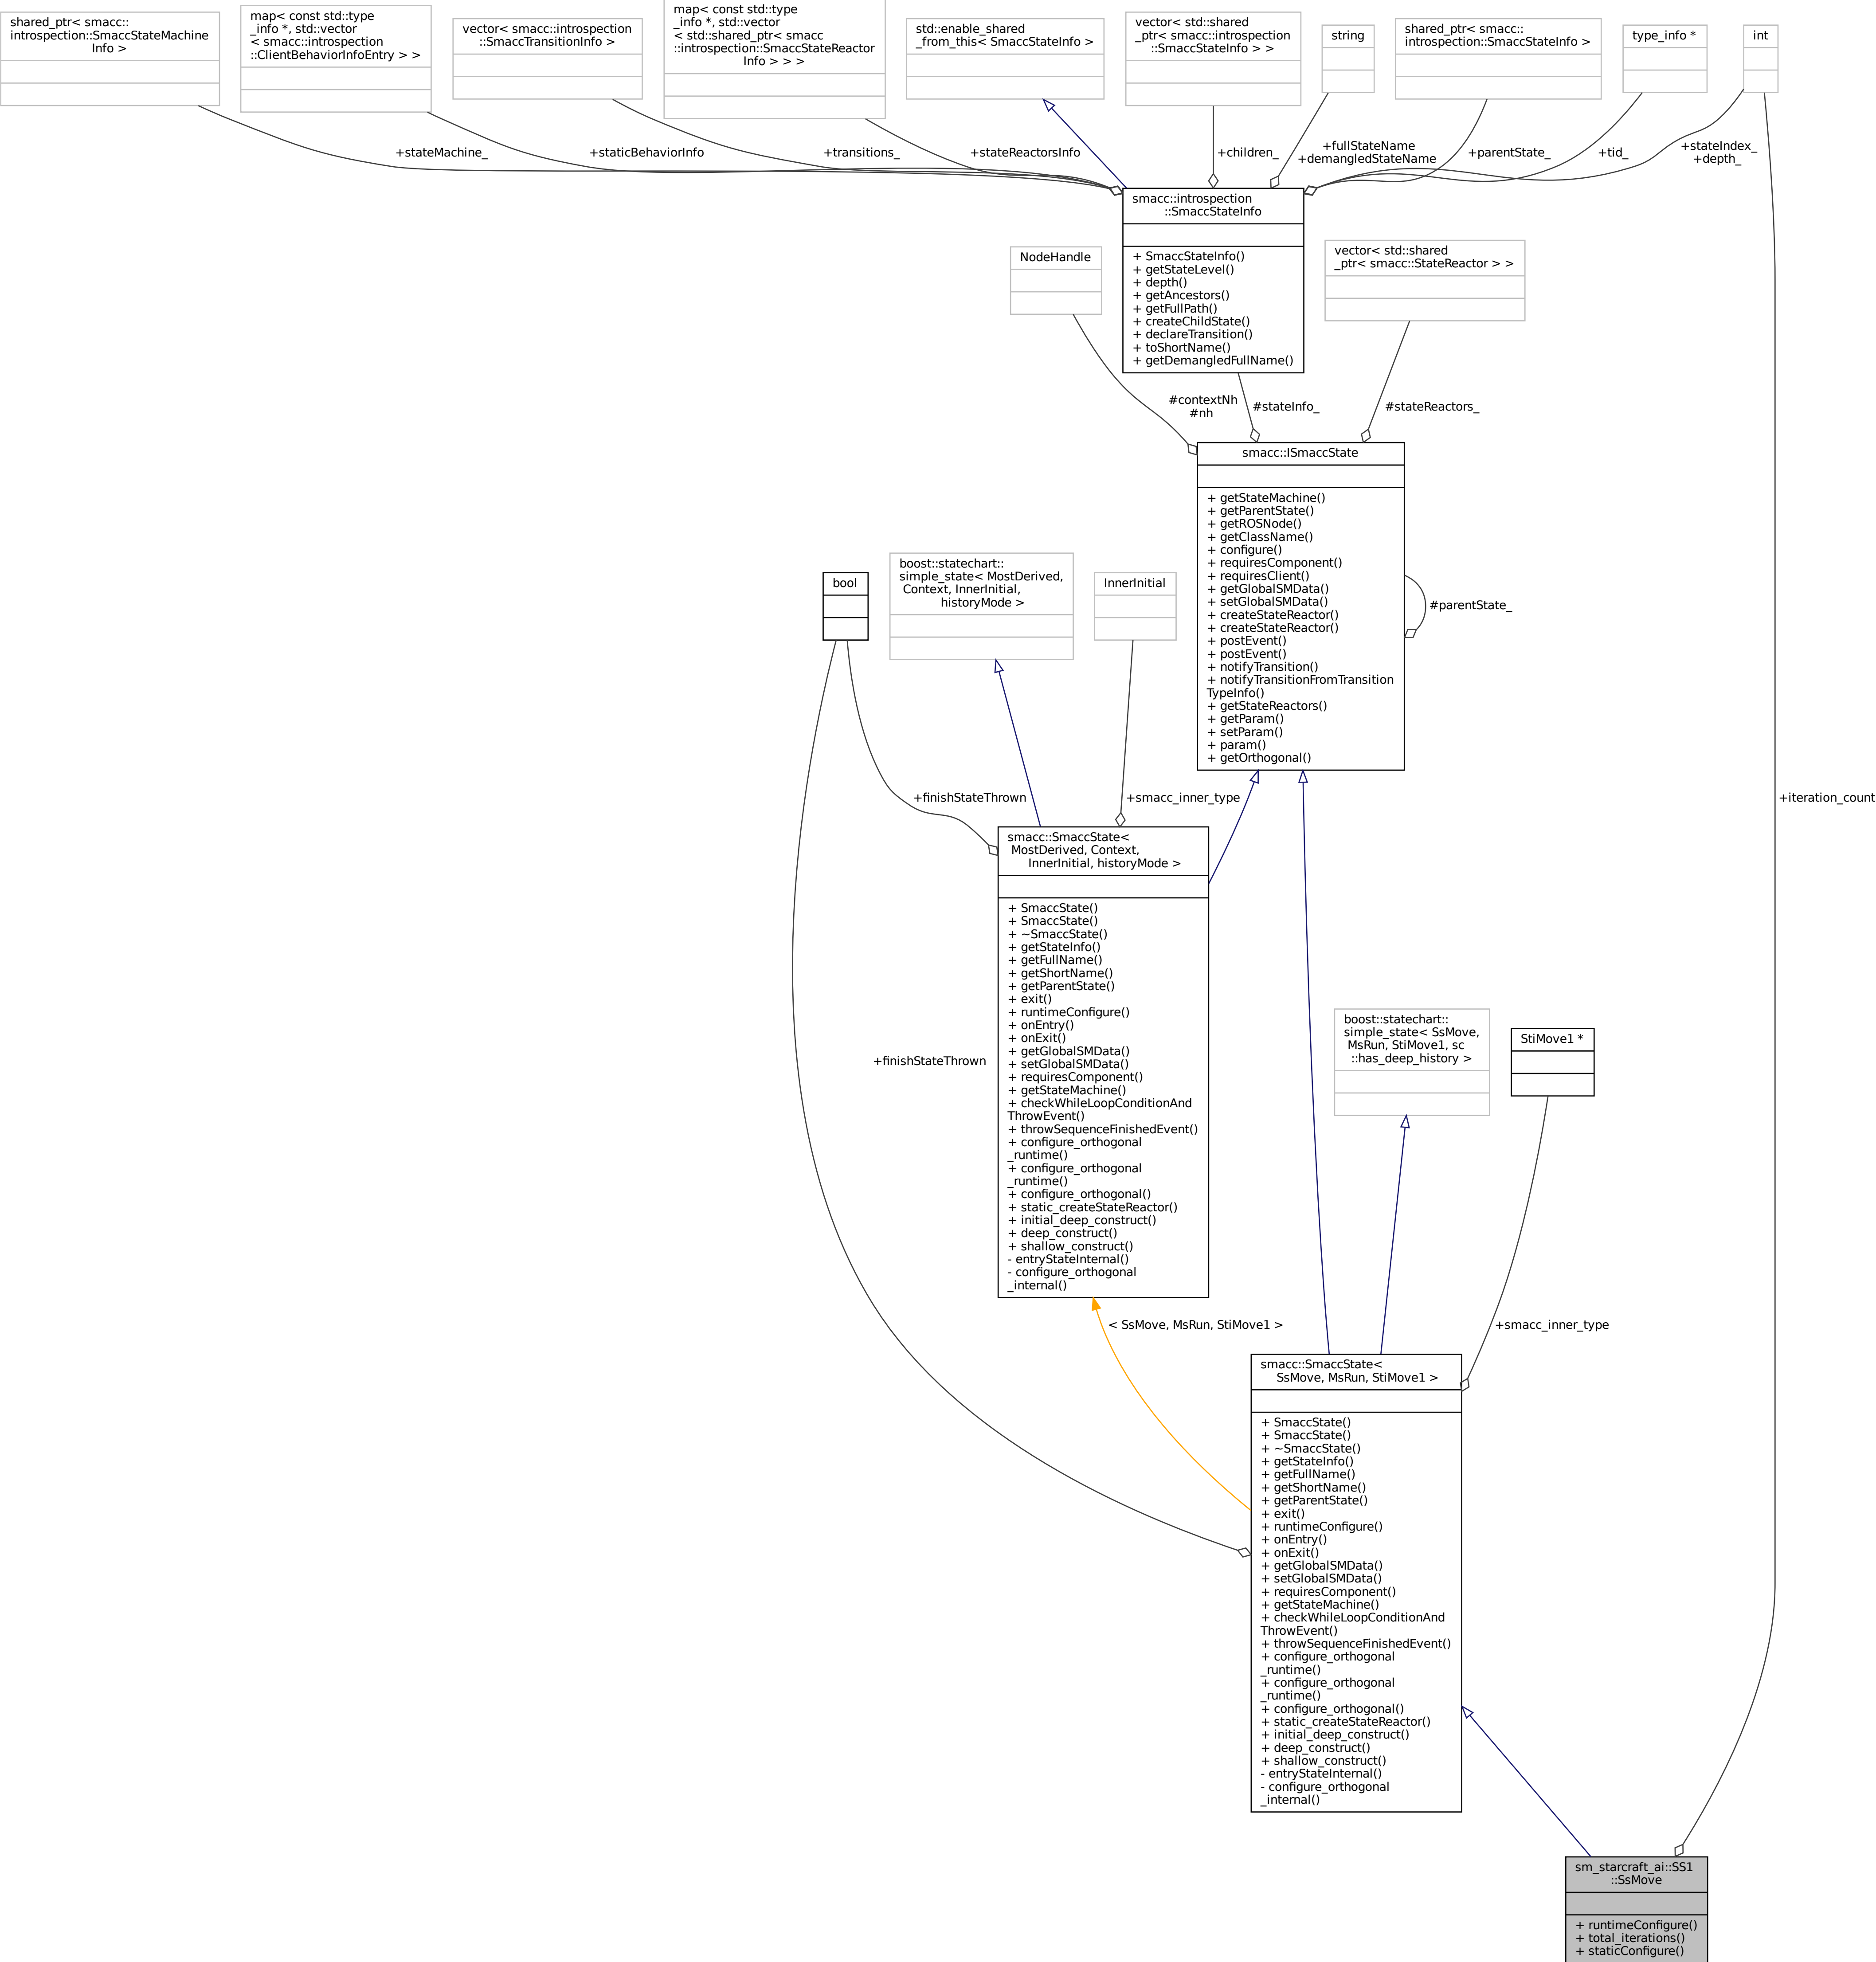 shared_ptr< smacc::
introspection::SmaccStateMachine
Info >
map< const std::type
_info *, std::vector
< smacc::introspection
::ClientBehaviorInfoEntry > >
vector< smacc::introspection
::SmaccTransitionInfo >
map< const std::type
_info *, std::vector
< std::shared_ptr< smacc
::introspection::SmaccStateReactor
Info > > >
std::enable_shared
_from_this< SmaccStateInfo >
vector< std::shared
_ptr< smacc::introspection
::SmaccStateInfo > >
string
shared_ptr< smacc::
introspection::SmaccStateInfo >
type_info *
int
+stateMachine_
+staticBehaviorInfo
+transitions_
+stateReactorsInfo
+children_
+fullStateName
+demangledStateName
+parentState_
+tid_
+stateIndex_
+depth_
smacc::introspection
::SmaccStateInfo
+ SmaccStateInfo()
+ getStateLevel()
+ depth()
+ getAncestors()
+ getFullPath()
+ createChildState()
+ declareTransition()
+ toShortName()
+ getDemangledFullName()
NodeHandle
vector< std::shared
_ptr< smacc::StateReactor > >
#contextNh
#nh
#stateInfo_
#stateReactors_
smacc::ISmaccState
+ getStateMachine()
+ getParentState()
+ getROSNode()
+ getClassName()
+ configure()
+ requiresComponent()
+ requiresClient()
+ getGlobalSMData()
+ setGlobalSMData()
+ createStateReactor()
+ createStateReactor()
+ postEvent()
+ postEvent()
+ notifyTransition()
+ notifyTransitionFromTransition
TypeInfo()
+ getStateReactors()
+ getParam()
+ setParam()
+ param()
+ getOrthogonal()
#parentState_
bool
boost::statechart::
simple_state< MostDerived,
Context, InnerInitial,
historyMode >
InnerInitial
+finishStateThrown
+smacc_inner_type
+iteration_count
smacc::SmaccState<
MostDerived, Context,
InnerInitial, historyMode >
+ SmaccState()
+ SmaccState()
+ ~SmaccState()
+ getStateInfo()
+ getFullName()
+ getShortName()
+ getParentState()
+ exit()
+ runtimeConfigure()
+ onEntry()
+ onExit()
+ getGlobalSMData()
+ setGlobalSMData()
+ requiresComponent()
+ getStateMachine()
+ checkWhileLoopConditionAnd
ThrowEvent()
+ throwSequenceFinishedEvent()
+ configure_orthogonal
_runtime()
+ configure_orthogonal
_runtime()
+ configure_orthogonal()
+ static_createStateReactor()
+ initial_deep_construct()
+ deep_construct()
+ shallow_construct()
- entryStateInternal()
- configure_orthogonal
_internal()
+finishStateThrown
boost::statechart::
simple_state< SsMove,
MsRun, StiMove1, sc
::has_deep_history >
StiMove1 *
< SsMove, MsRun, StiMove1 >
+smacc_inner_type
smacc::SmaccState<
SsMove, MsRun, StiMove1 >
+ SmaccState()
+ SmaccState()
+ ~SmaccState()
+ getStateInfo()
+ getFullName()
+ getShortName()
+ getParentState()
+ exit()
+ runtimeConfigure()
+ onEntry()
+ onExit()
+ getGlobalSMData()
+ setGlobalSMData()
+ requiresComponent()
+ getStateMachine()
+ checkWhileLoopConditionAnd
ThrowEvent()
+ throwSequenceFinishedEvent()
+ configure_orthogonal
_runtime()
+ configure_orthogonal
_runtime()
+ configure_orthogonal()
+ static_createStateReactor()
+ initial_deep_construct()
+ deep_construct()
+ shallow_construct()
- entryStateInternal()
- configure_orthogonal
_internal()
sm_starcraft_ai::SS1
::SsMove
+ runtimeConfigure()
+ total_iterations()
+ staticConfigure()